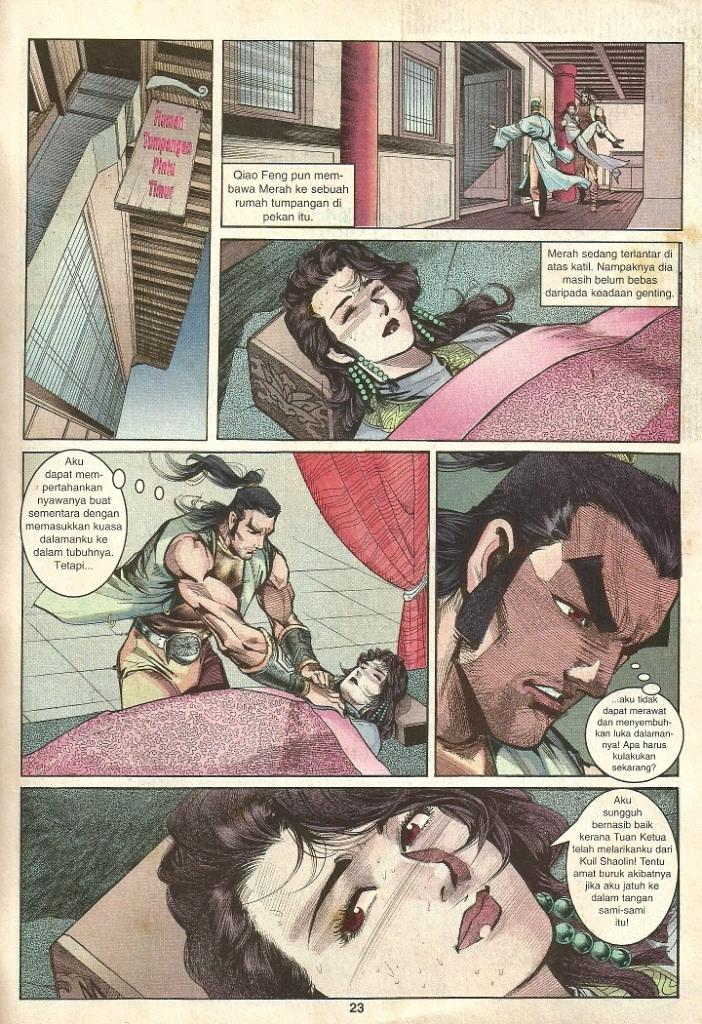 Rumah
Tumpangan
Pintu
Timur
Qiao Feng pun mem-
bawa Merah ke sebuah
rumah tumpangan di
pekan itu.
Merah sedang terlantar di
atas katil. Nampaknya dia
masih belum bebas
daripada keadaan genting.
Aku
dapat mem-
pertahankan
nyawanya buat
sementara dengan
memasukkan kuasa
dalamanku ke
dalam tubuhnya.
Tetapi...
...aku tidak
dapat merawat
dan menyembuh-
kan luka dalaman-
nya! Apa harus
kulakukan
sekarang?
Aku
sungguh
bernasib baik
kerana Tuan Ketua
telah melarikanku dari
Kuil Shaolin! Tentu
amat buruk akibatnya
jika aku jatuh ke
dalam tangan
sami-sami
itu!
23